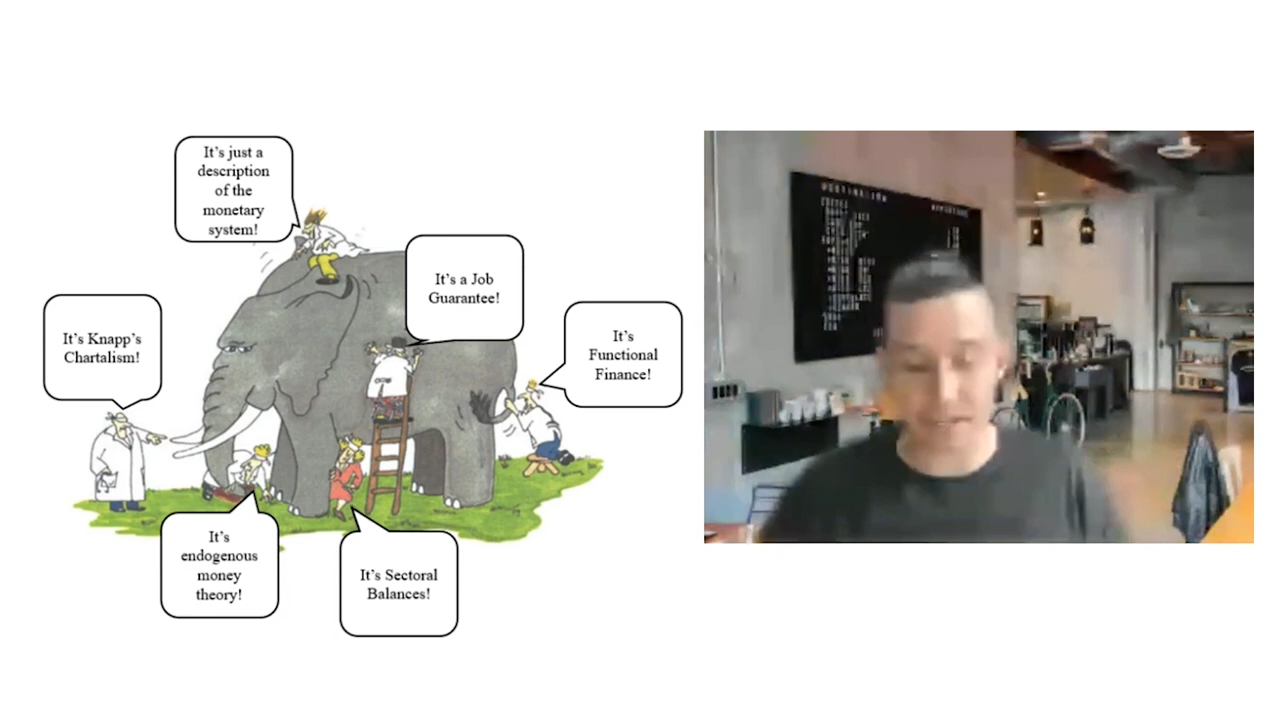 It's just a
description
of the
monetary
system!
It's a Job
Guarantee!
It's Knapp's
Chartalism!
It's
Functional
Finance!
It's
endogenous
money
theory!
It's Sectoral
Balances!